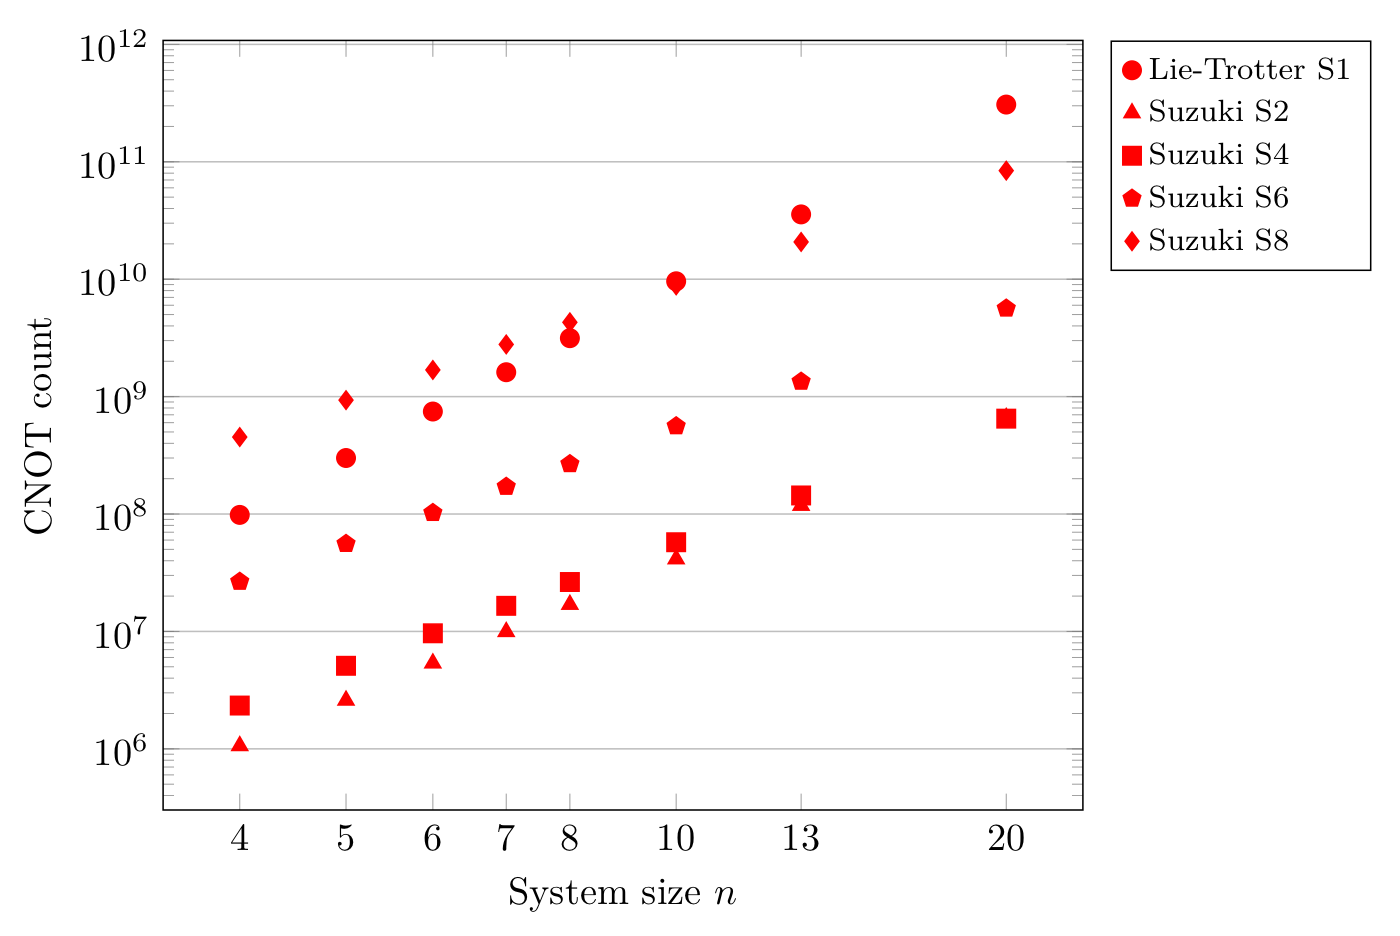 10^12
10^11
10^10
10^9
10^8
10^7
10^6
CNOT count
4 5 6 7 8 10 13 20
System size n
Lie-Trotter S1
Suzuki S2
Suzuki S4
Suzuki S6
Suzuki S8